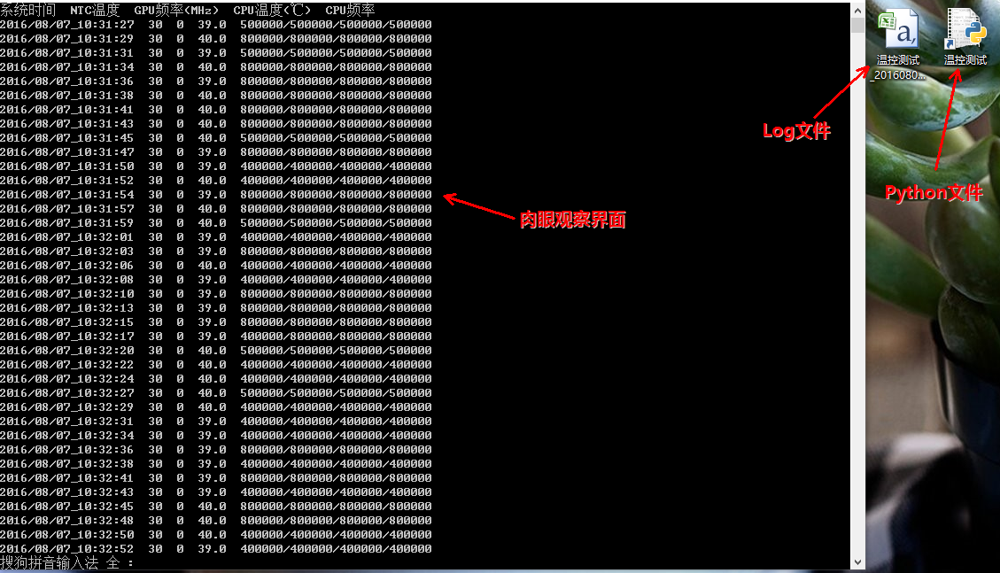 系统时间 NTC温度 GPU频率(MHz) CPU温度(℃) CPU频率
2016/08/07_10:31:27 30 0 39.0 500000/500000/500000/500000
2016/08/07_10:31:29 30 0 40.0 800000/800000/800000/800000
2016/08/07_10:31:31 30 0 39.0 500000/500000/500000/500000
2016/08/07_10:31:34 30 0 40.0 800000/800000/800000/800000
2016/08/07_10:31:36 30 0 39.0 800000/800000/800000/800000
2016/08/07_10:31:38 30 0 40.0 800000/800000/800000/800000
2016/08/07_10:31:41 30 0 40.0 800000/800000/800000/800000
2016/08/07_10:31:43 30 0 40.0 800000/800000/800000/800000
2016/08/07_10:31:45 30 0 40.0 500000/500000/500000/500000
2016/08/07_10:31:47 30 0 39.0 800000/800000/800000/800000
2016/08/07_10:31:50 30 0 39.0 400000/400000/400000/400000
2016/08/07_10:31:52 30 0 40.0 400000/400000/400000/400000
2016/08/07_10:31:54 30 0 39.0 800000/800000/800000/800000
2016/08/07_10:31:57 30 0 40.0 800000/800000/800000/800000
2016/08/07_10:31:59 30 0 40.0 500000/500000/500000/500000
2016/08/07_10:32:01 30 0 39.0 400000/400000/400000/400000
2016/08/07_10:32:03 30 0 39.0 800000/800000/800000/800000
2016/08/07_10:32:06 30 0 40.0 400000/400000/400000/400000
2016/08/07_10:32:08 30 0 39.0 400000/400000/400000/400000
2016/08/07_10:32:10 30 0 39.0 800000/800000/800000/800000
2016/08/07_10:32:13 30 0 40.0 800000/800000/800000/800000
2016/08/07_10:32:15 30 0 39.0 400000/800000/800000/800000
2016/08/07_10:32:17 30 0 39.0 400000/800000/800000/800000
2016/08/07_10:32:20 30 0 40.0 500000/500000/500000/500000
2016/08/07_10:32:22 30 0 40.0 400000/400000/400000/400000
2016/08/07_10:32:24 30 0 40.0 400000/400000/400000/400000
2016/08/07_10:32:27 30 0 40.0 500000/500000/500000/500000
2016/08/07_10:32:29 30 0 40.0 400000/400000/400000/400000
2016/08/07_10:32:31 30 0 39.0 400000/400000/400000/400000
2016/08/07_10:32:34 30 0 39.0 400000/400000/400000/400000
2016/08/07_10:32:36 30 0 39.0 800000/800000/800000/800000
2016/08/07_10:32:38 30 0 39.0 400000/400000/400000/400000
2016/08/07_10:32:41 30 0 39.0 800000/800000/800000/800000
2016/08/07_10:32:43 30 0 39.0 400000/400000/400000/400000
2016/08/07_10:32:45 30 0 40.0 800000/800000/800000/800000
2016/08/07_10:32:48 30 0 40.0 800000/800000/800000/800000
2016/08/07_10:32:50 30 0 40.0 400000/400000/400000/400000
2016/08/07_10:32:52 30 0 39.0 400000/400000/400000/400000
搜狗拼音输入法 全 :
肉眼观察界面
a,
温控测试
_2016080...
温控测试
Log文件
Python文件